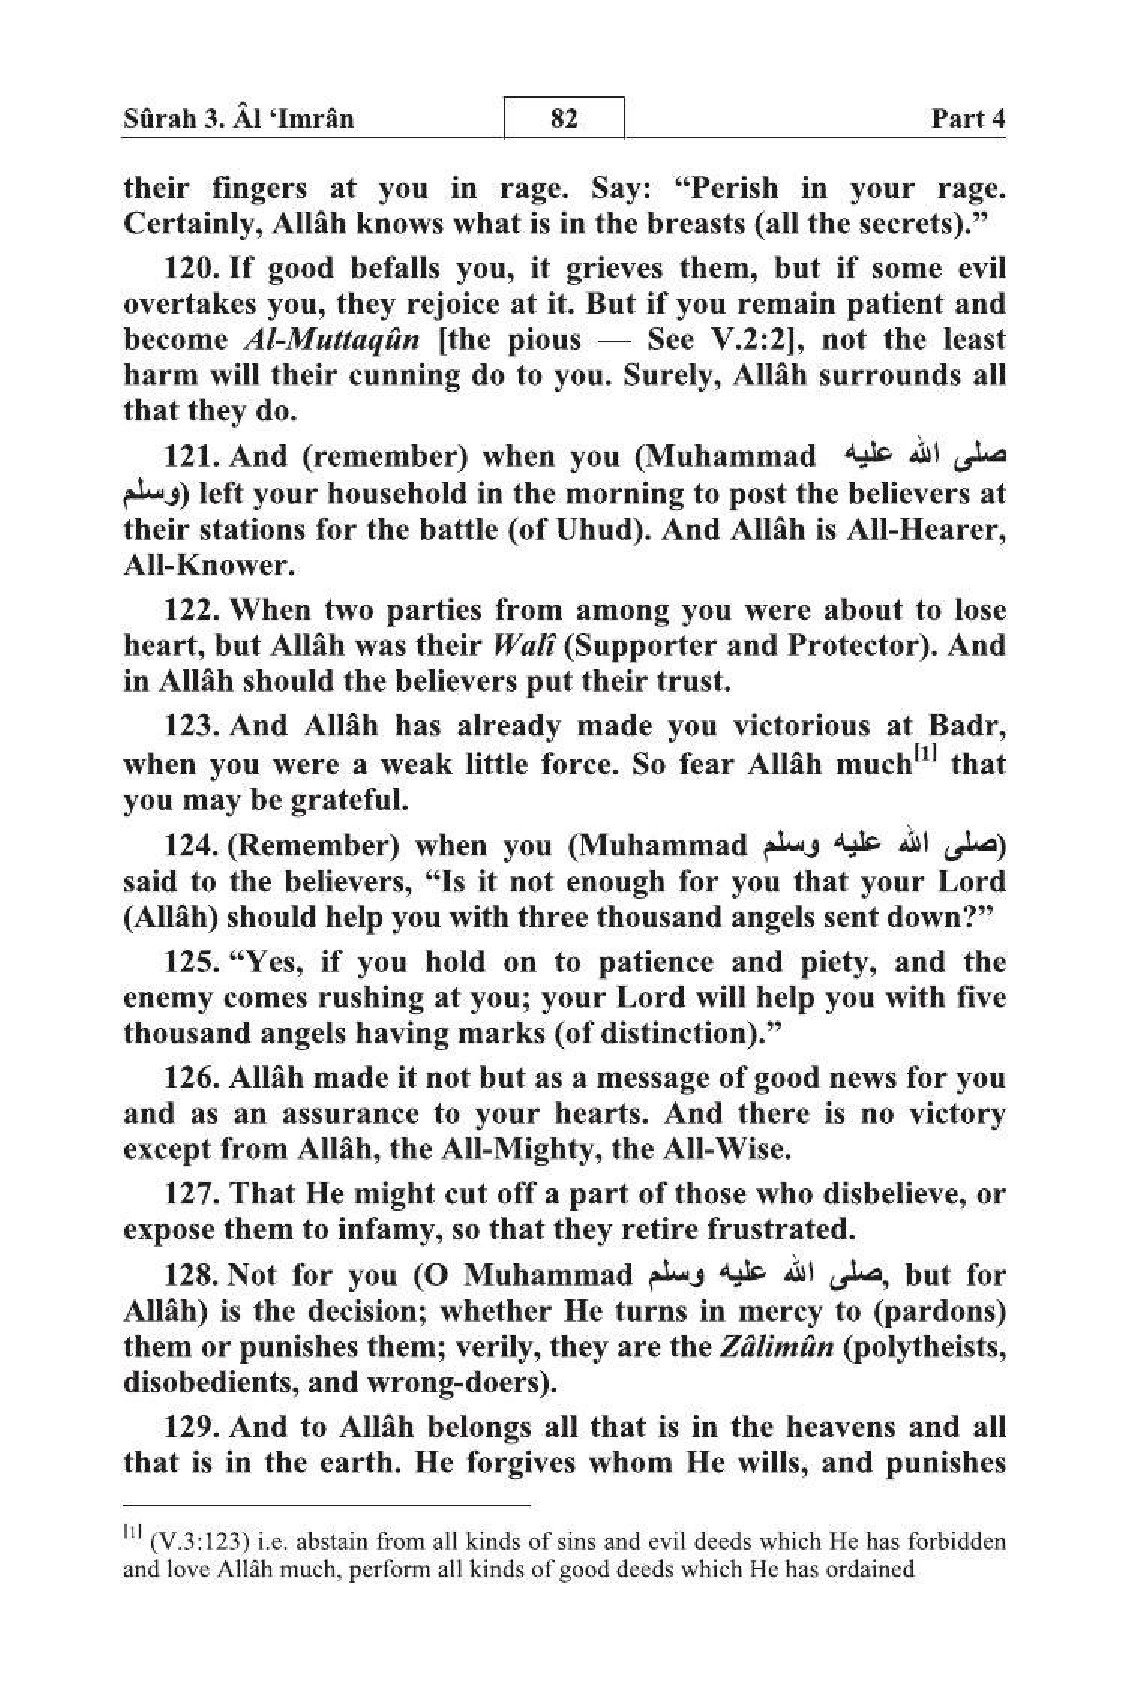 Sûrah 3. Âl ‘Imrân 82 Part 4
their fingers at you in rage. Say: “Perish in your rage.
Certainly, Allâh knows what is in the breasts (all the secrets).”
120. If good befalls you, it grieves them, but if some evil
overtakes you, they rejoice at it. But if you remain patient and
become Al-Muttaqûn [the pious — See V.2:2], not the least
harm will their cunning do to you. Surely, Allâh surrounds all
that they do.
121. And (remember) when you (Muhammad صلى الله عليه
وسلم) left your household in the morning to post the believers at
their stations for the battle (of Uhud). And Allâh is All-Hearer,
All-Knower.
122. When two parties from among you were about to lose
heart, but Allâh was their Walî (Supporter and Protector). And
in Allâh should the believers put their trust.
123. And Allâh has already made you victorious at Badr,
when you were a weak little force. So fear Allâh much[1] that
you may be grateful.
124. (Remember) when you (Muhammad صلى الله عليه وسلم)
said to the believers, “Is it not enough for you that your Lord
(Allâh) should help you with three thousand angels sent down?”
125. “Yes, if you hold on to patience and piety, and the
enemy comes rushing at you; your Lord will help you with five
thousand angels having marks (of distinction).”
126. Allâh made it not but as a message of good news for you
and as an assurance to your hearts. And there is no victory
except from Allâh, the All-Mighty, the All-Wise.
127. That He might cut off a part of those who disbelieve, or
expose them to infamy, so that they retire frustrated.
128. Not for you (O Muhammad صلى الله عليه وسلم, but for
Allâh) is the decision; whether He turns in mercy to (pardons)
them or punishes them; verily, they are the Zâlimûn (polytheists,
disobedients, and wrong-doers).
129. And to Allâh belongs all that is in the heavens and all
that is in the earth. He forgives whom He wills, and punishes
[1] (V.3:123) i.e. abstain from all kinds of sins and evil deeds which He has forbidden
and love Allâh much, perform all kinds of good deeds which He has ordained